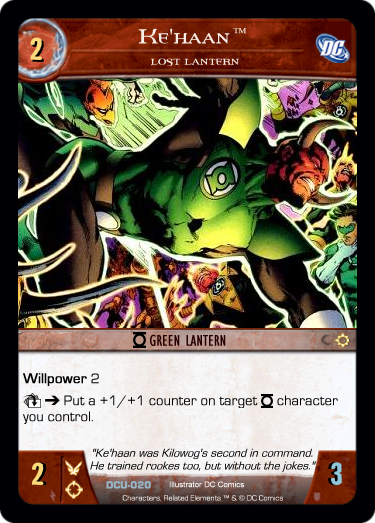 2
KE'HAAN™
DC
LOST LANTERN
GREEN LANTERN
Willpower 2
➔ Put a +1/+1 counter on target character
you control.
"Ke'haan was Kilowog's second in command.
He trained rookes too, but without the jokes."
2
DCU-020 Illustrator DC Comics
3
Characters, Related Elements ™ & © DC Comics